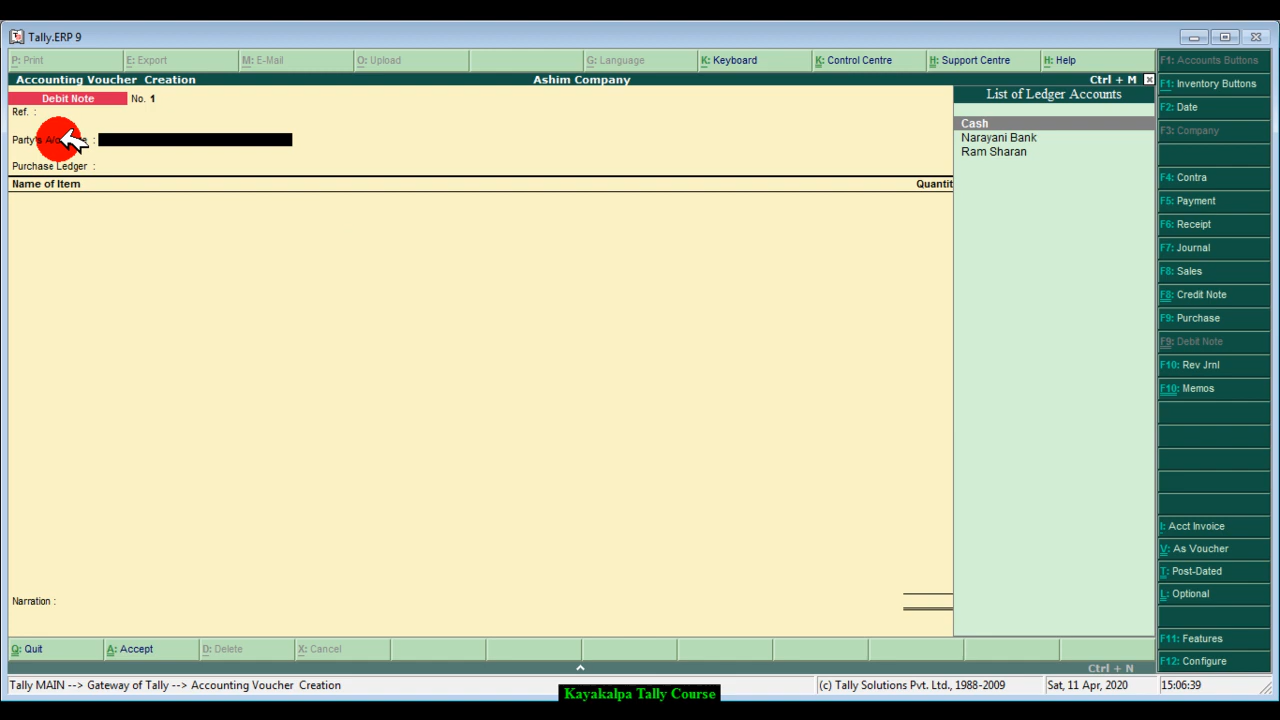 Tally.ERP 9
P: Print E: Export M: E-Mail O: Upload G: Language K: Keyboard K: Control Centre H: Support Centre H: Help
Accounting Voucher Creation Ashim Company Ctrl + M
Debit Note No. 1
Ref. :
Party's :
Purchase Ledger :
Name of Item Quantit
Narration :
List of Ledger Accounts
Cash
Narayani Bank
Ram Sharan
F1: Accounts Buttons
F1: Inventory Buttons
F2: Date
F3: Company
F4: Contra
F5: Payment
F6: Receipt
F7: Journal
F8: Sales
F8: Credit Note
F9: Purchase
F9: Debit Note
F10: Rev Jrnl
F10: Memos
I: Acct Invoice
V: As Voucher
T: Post-Dated
L: Optional
F11: Features
F12: Configure
Q: Quit A: Accept D: Delete X: Cancel
Ctrl + N
Tally MAIN --> Gateway of Tally --> Accounting Voucher Creation (c) Tally Solutions Pvt. Ltd., 1988-2009 Sat, 11 Apr, 2020 15:06:39
Kayakalpa Tally Course